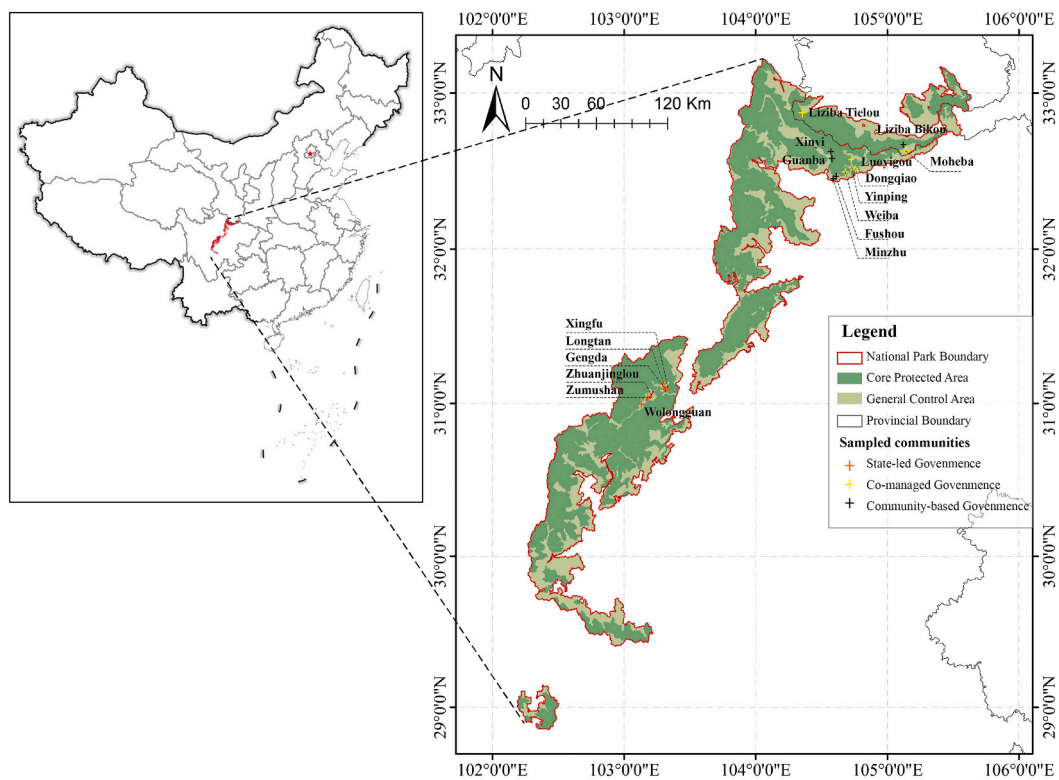 102°0'0"E
103°0'0"E
104°0'0"E
105°0'0"E
106°0'0"E
N
0 30 60 120 Km
33°0'0"N
32°0'0"N
31°0'0"N
30°0'0"N
29°0'0"N
33°0'0"N
32°0'0"N
31°0'0"N
30°0'0"N
29°0'0"N
Liziba Tielou
Liziba Bikou
Xinyi
Guanba
Luoyigou
Moheba
Dongqiao
Yinping
Weiba
Fushou
Minzhu
Xingfu
Longtan
Gengda
Zhuanjinglou
Zumushan
Wolongguan
Legend
National Park Boundary
Core Protected Area
General Control Area
Provincial Boundary
Sampled communities
State-led Govenmence
Co-managed Govenmence
Community-based Govenmence
102°0'0"E
103°0'0"E
104°0'0"E
105°0'0"E
106°0'0"E